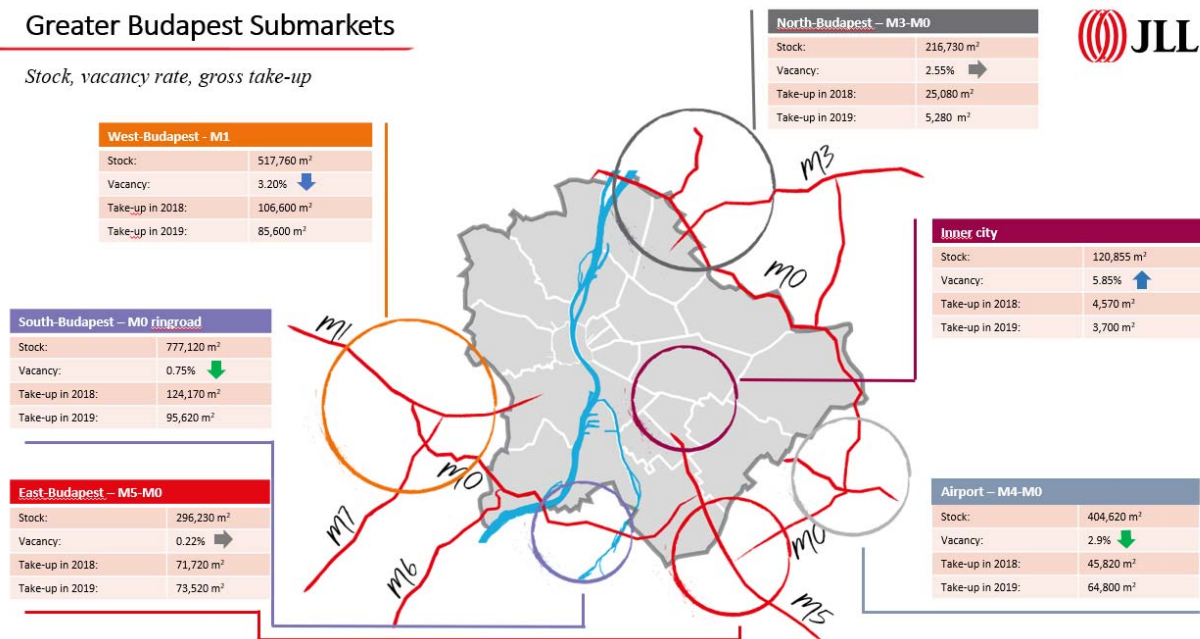 Greater Budapest Submarkets
Stock, vacancy rate, gross take-up
JLL
North-Budapest – M3-M0
Stock: 216,730 m²
Vacancy: 2.55%
Take-up in 2018: 25,080 m²
Take-up in 2019: 5,280 m²
West-Budapest - M1
Stock: 517,760 m²
Vacancy: 3.20%
Take-up in 2018: 106,600 m²
Take-up in 2019: 85,600 m²
Inner city
Stock: 120,855 m²
Vacancy: 5.85%
Take-up in 2018: 4,570 m²
Take-up in 2019: 3,700 m²
South-Budapest – M0 ringroad
Stock: 777,120 m²
Vacancy: 0.75%
Take-up in 2018: 124,170 m²
Take-up in 2019: 95,620 m²
East-Budapest – M5-M0
Stock: 296,230 m²
Vacancy: 0.22%
Take-up in 2018: 71,720 m²
Take-up in 2019: 73,520 m²
Airport – M4-M0
Stock: 404,620 m²
Vacancy: 2.9%
Take-up in 2018: 45,820 m²
Take-up in 2019: 64,800 m²
M3
M0
M1
M0
M7
M6
M0
M5